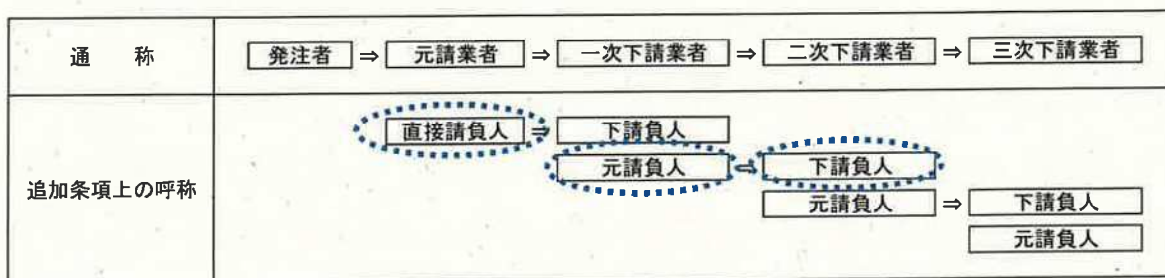 通　称
発注者 ⇒ 元請業者 ⇒ 一次下請業者 ⇒ 二次下請業者 ⇒ 三次下請業者
追加条項上の呼称
直接請負人 ⇒ 下請負人
元請負人 ⇒ 下請負人
元請負人 ⇒ 下請負人
元請負人